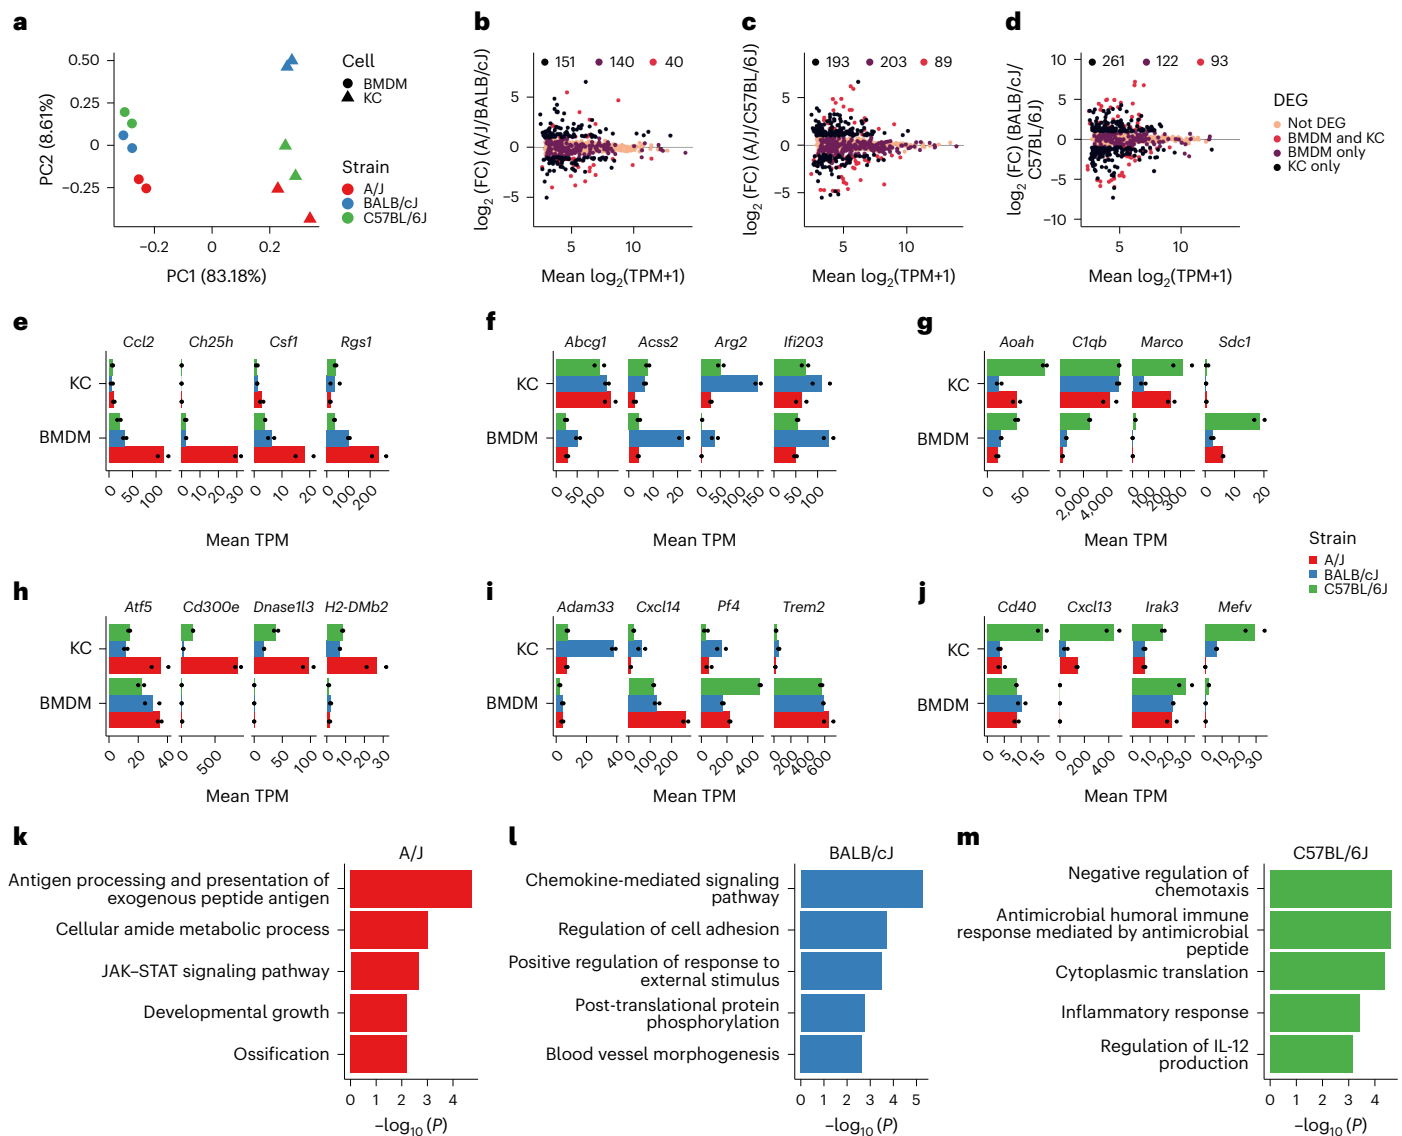 a
0.50
0.25
0
−0.25
PC2 (8.61%)
−0.2
0
0.2
PC1 (83.18%)
Cell
BMDM
KC
Strain
A/J
BALB/cJ
C57BL/6J
b
151
140
40
5
0
−5
log2 (FC) (A/J/BALB/cJ)
5
10
Mean log2(TPM+1)
c
193
203
89
5
0
−5
log2 (FC) (A/J/C57BL/6J)
5
10
Mean log2(TPM+1)
d
261
122
93
10
5
0
−5
−10
log2 (FC) (BALB/cJ/
C57BL/6J)
5
10
Mean log2(TPM+1)
DEG
Not DEG
BMDM and KC
BMDM only
KC only
e
Ccl2
Ch25h
Csf1
Rgs1
KC
BMDM
0 50 100
0 10 20 30
0 10 20
0 100 200
Mean TPM
f
Abcg1
Acss2
Arg2
Ifi203
KC
BMDM
0 50 100
0 10 20
0 50 100 150
0 50 100
Mean TPM
g
Aoah
C1qb
Marco
Sdc1
KC
BMDM
0 50
0 2,000 4,000
0 100 200 300
0 10 20
Mean TPM
Strain
A/J
BALB/cJ
C57BL/6J
h
Atf5
Cd300e
Dnase1l3
H2-DMb2
KC
BMDM
0 20 40
0 500
0 50 100
0 10 20 30
Mean TPM
i
Adam33
Cxcl14
Pf4
Trem2
KC
BMDM
0 20 40
0 100 200
0 200 400
0 200 400 600
Mean TPM
j
Cd40
Cxcl13
Irak3
Mefv
KC
BMDM
0 5 10 15
0 200 400
0 10 20 30
0 10 20 30
Mean TPM
k
A/J
Antigen processing and presentation of
exogenous peptide antigen
Cellular amide metabolic process
JAK–STAT signaling pathway
Developmental growth
Ossification
0 1 2 3 4
−log10 (P)
l
BALB/cJ
Chemokine-mediated signaling
pathway
Regulation of cell adhesion
Positive regulation of response to
external stimulus
Post-translational protein
phosphorylation
Blood vessel morphogenesis
0 1 2 3 4 5
−log10 (P)
m
C57BL/6J
Negative regulation of
chemotaxis
Antimicrobial humoral immune
response mediated by antimicrobial
peptide
Cytoplasmic translation
Inflammatory response
Regulation of IL-12
production
0 1 2 3 4
−log10 (P)